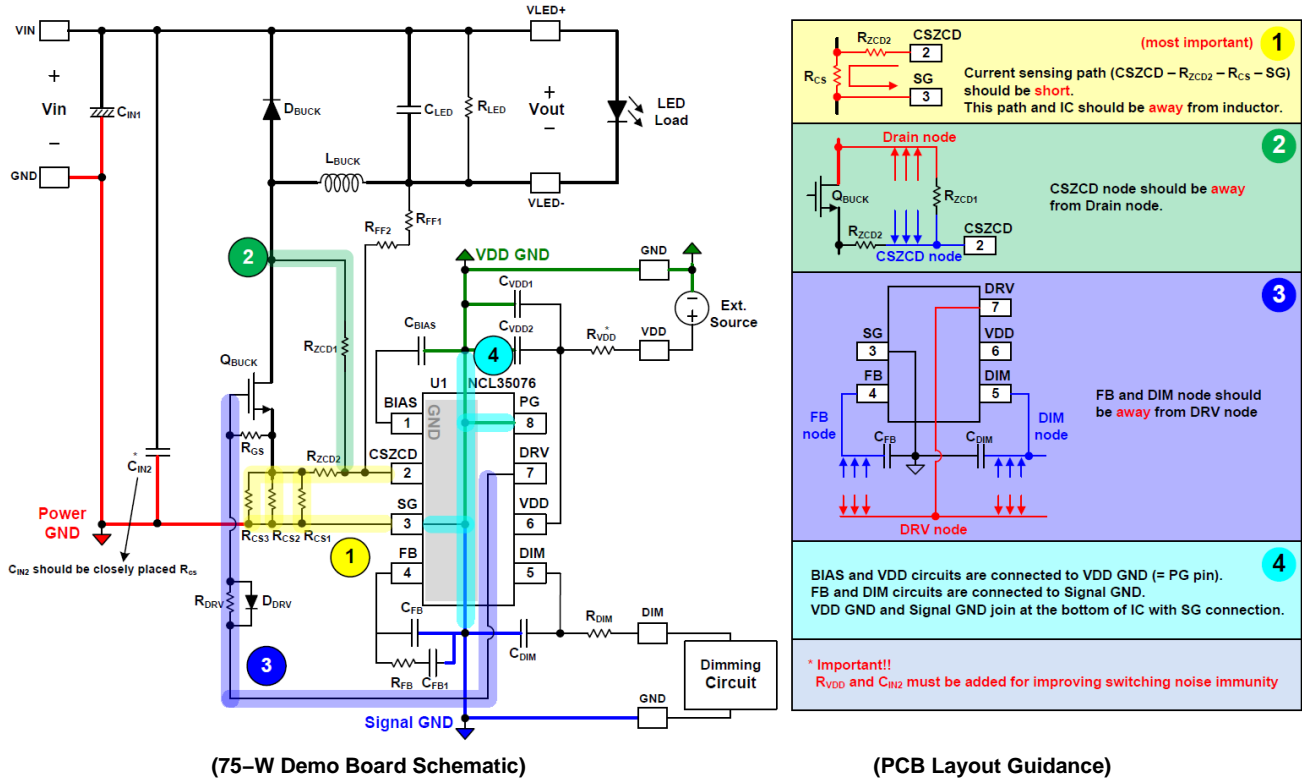 VIN
+
Vin
−
GND
CIN1
DBUCK
LBUCK
CLED
RLED
VLED+
+
Vout
−
VLED-
LED
Load
RFF1
RFF2
2
VDD GND
GND
CVDD1
CVDD2
CBIAS
4
RVDD*
VDD
−
+
Ext.
Source
RZCD1
QBUCK
RGS
RZCD2
U1
NCL35076
GND
BIAS
1
CSZCD
2
SG
3
FB
4
PG
8
DRV
7
VDD
6
DIM
5
*
CIN2
Power
GND
RCS3
RCS2
RCS1
1
CIN2 should be closely placed Rcs
RDRV
DDRV
3
CFB
RFB
CFB1
CDIM
RDIM
DIM
Dimming
Circuit
GND
Signal GND
(75−W Demo Board Schematic)
RZCD2
CSZCD
2
RCS
SG
3
(most important)
1
Current sensing path (CSZCD – RZCD2 – RCS – SG)
should be short.
This path and IC should be away from inductor.
2
Drain node
QBUCK
RZCD1
RZCD2
CSZCD
2
CSZCD node
CSZCD node should be away
from Drain node.
3
DRV
7
SG
3
VDD
6
FB
4
DIM
5
FB
node
CFB
CDIM
DIM
node
DRV node
FB and DIM node should
be away from DRV node
4
BIAS and VDD circuits are connected to VDD GND (= PG pin).
FB and DIM circuits are connected to Signal GND.
VDD GND and Signal GND join at the bottom of IC with SG connection.
* Important!!
RVDD and CIN2 must be added for improving switching noise immunity
(PCB Layout Guidance)